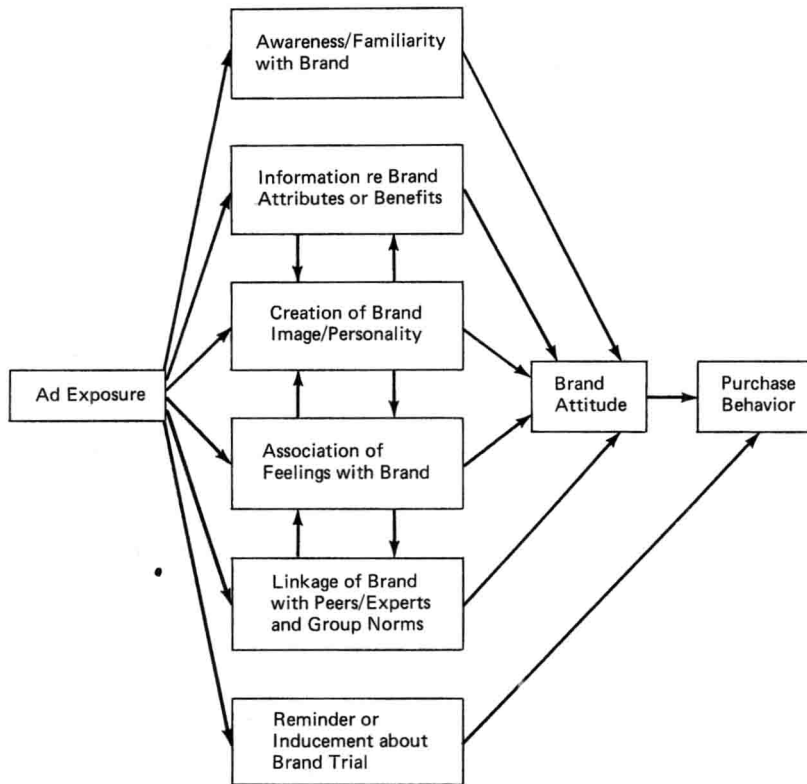 Awareness/Familiarity
with Brand
Information re Brand
Attributes or Benefits
Creation of Brand
Image/Personality
Ad Exposure
Brand
Attitude
Purchase
Behavior
Association of
Feelings with Brand
Linkage of Brand
with Peers/Experts
and Group Norms
Reminder or
Inducement about
Brand Trial